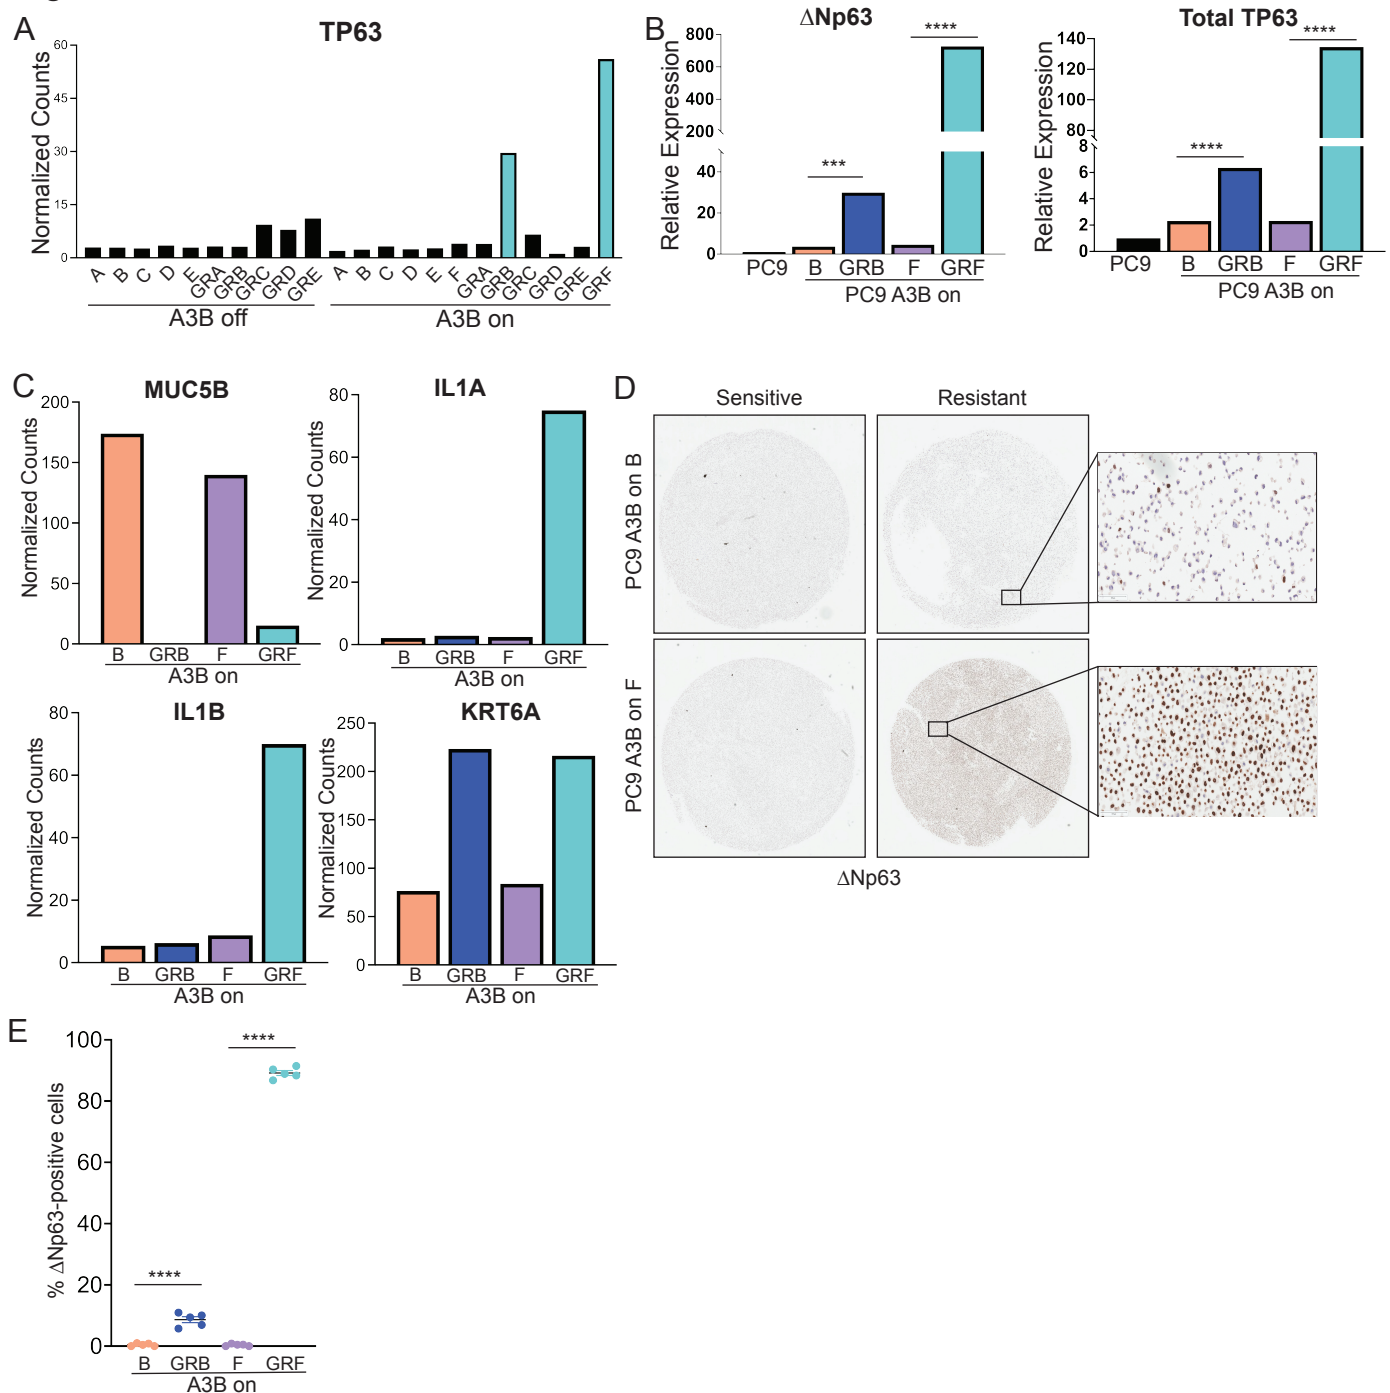 A
TP63
Normalized Counts
60
45
30
15
0
A B C D E GRA GRB GRC GRD GRE A B C D E F GRA GRB GRC GRD GRE GRF
A3B off
A3B on
B
ΔNp63
Relative Expression
800
600
400
200
40
20
0
***
****
PC9 B GRB F GRF
PC9 A3B on
Total TP63
Relative Expression
140
120
100
80
8
6
4
2
0
****
****
PC9 B GRB F GRF
PC9 A3B on
C
MUC5B
Normalized Counts
200
150
100
50
0
B GRB F GRF
A3B on
IL1A
Normalized Counts
80
60
40
20
0
B GRB F GRF
A3B on
IL1B
Normalized Counts
80
60
40
20
0
B GRB F GRF
A3B on
KRT6A
Normalized Counts
250
200
150
100
50
0
B GRB F GRF
A3B on
D
Sensitive
Resistant
PC9 A3B on B
PC9 A3B on F
ΔNp63
E
% ΔNp63-positive cells
100
80
60
40
20
0
****
****
B GRB F GRF
A3B on